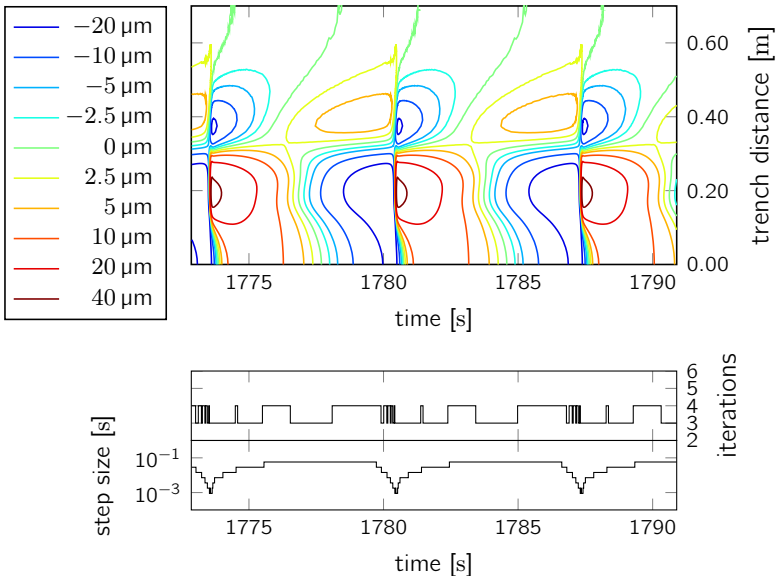 −20 µm
−10 µm
−5 µm
−2.5 µm
0 µm
2.5 µm
5 µm
10 µm
20 µm
40 µm
0.60
0.40
0.20
0.00
trench distance [m]
1775 1780 1785 1790
time [s]
6
5
4
3
2
iterations
step size [s]
10⁻¹
10⁻³
1775 1780 1785 1790
time [s]